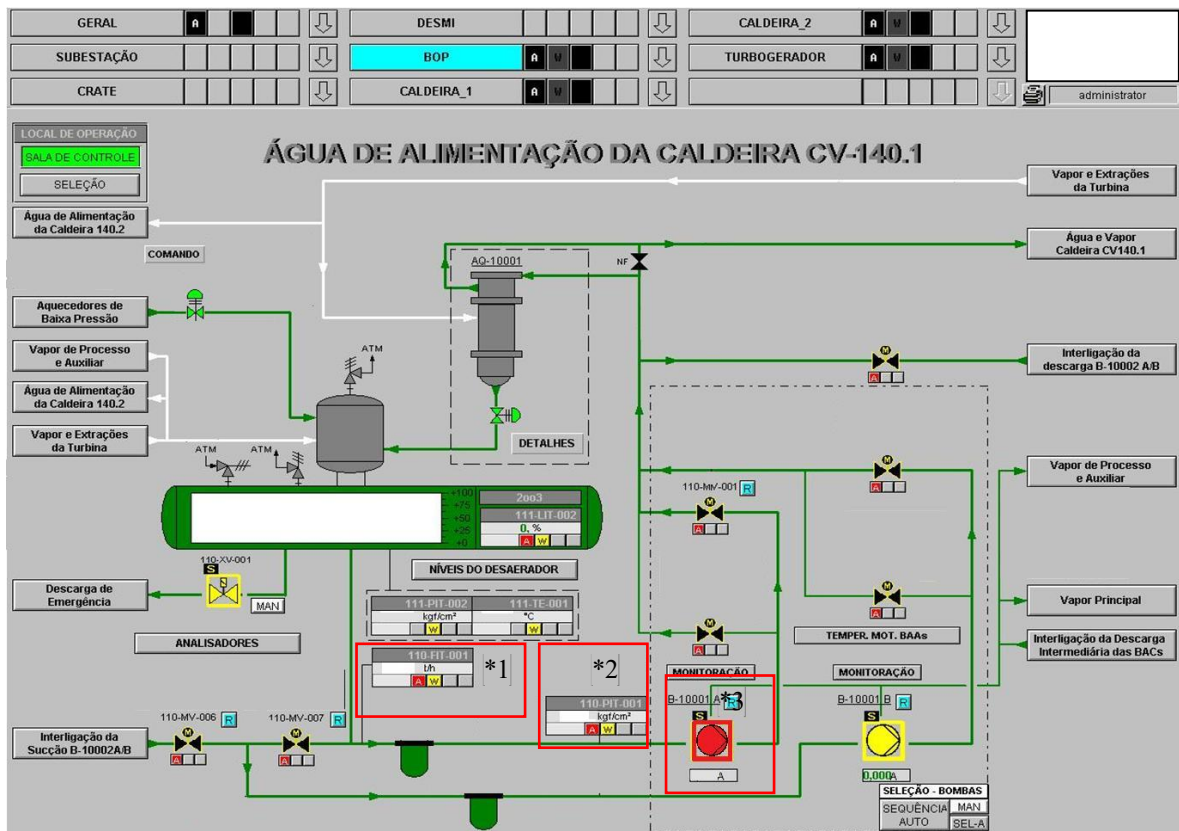 GERAL A
DESMI
CALDEIRA_2 A W
SUBESTAÇÃO
BOP A W
TURBOGERADOR A W
CRATE
CALDEIRA_1 A W
administrator
LOCAL DE OPERAÇÃO
SALA DE CONTROLE
SELEÇÃO
ÁGUA DE ALIMENTAÇÃO DA CALDEIRA CV-140.1
Vapor e Extrações
da Turbina
Água de Alimentação
da Caldeira 140.2
COMANDO
Água e Vapor
Caldeira CV140.1
AQ-10001
NF
Aquecedores de
Baixa Pressão
ATM
Vapor de Processo
e Auxiliar
Interligação da
descarga B-10002 A/B
A
Água de Alimentação
da Caldeira 140.2
Vapor e Extrações
da Turbina
DETALHES
ATM
ATM
Vapor de Processo
e Auxiliar
A
110-MV-001 R
A
+100
+75
+50
+25
+0
2oo3
111-LIT-002
0, %
A W
110-XV-001
S
MAN
NÍVEIS DO DESAERADOR
Descarga de
Emergência
111-PIT-002
kgf/cm²
W
111-TE-001
°C
W
Vapor Principal
A
A
TEMPER. MOT. BAAs
ANALISADORES
Interligação da Descarga
Intermediária das BACs
110-FIT-001
t/h
A W
*1
*2
110-PIT-001
kgf/cm²
A W
MONITORAÇÃO
MONITORAÇÃO
B-10001 A R
*3
S
A
B-10001 B R
S
0,000 A
110-MV-006 R
A
110-MV-007 R
A
Interligação da
Sucção B-10002A/B
SELEÇÃO - BOMBAS
SEQUÊNCIA MAN
AUTO SEL-A